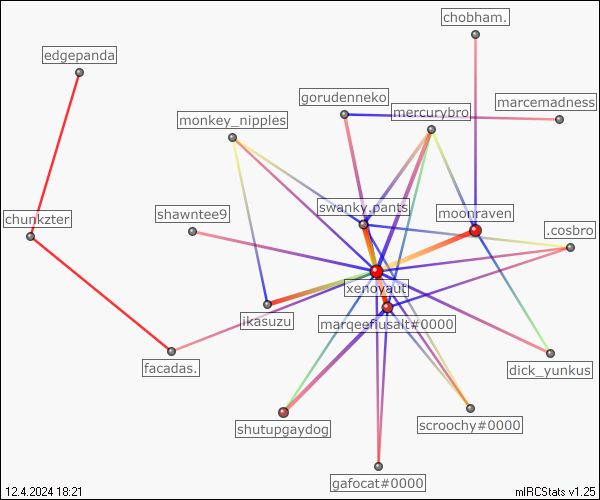 chobham.
edgepanda
gorudenneko
marcemadness
mercurybro
monkey_nipples
swanky.pants
shawntee9
moonraven
chunkzter
.cosbro
xenoyaut
ikasuzu
marqeefiusalt#0000
facadas.
dick_yunkus
shutupgaydog
scroochy#0000
gafocat#0000
12.4.2024 18:21
mIRCStats v1.25